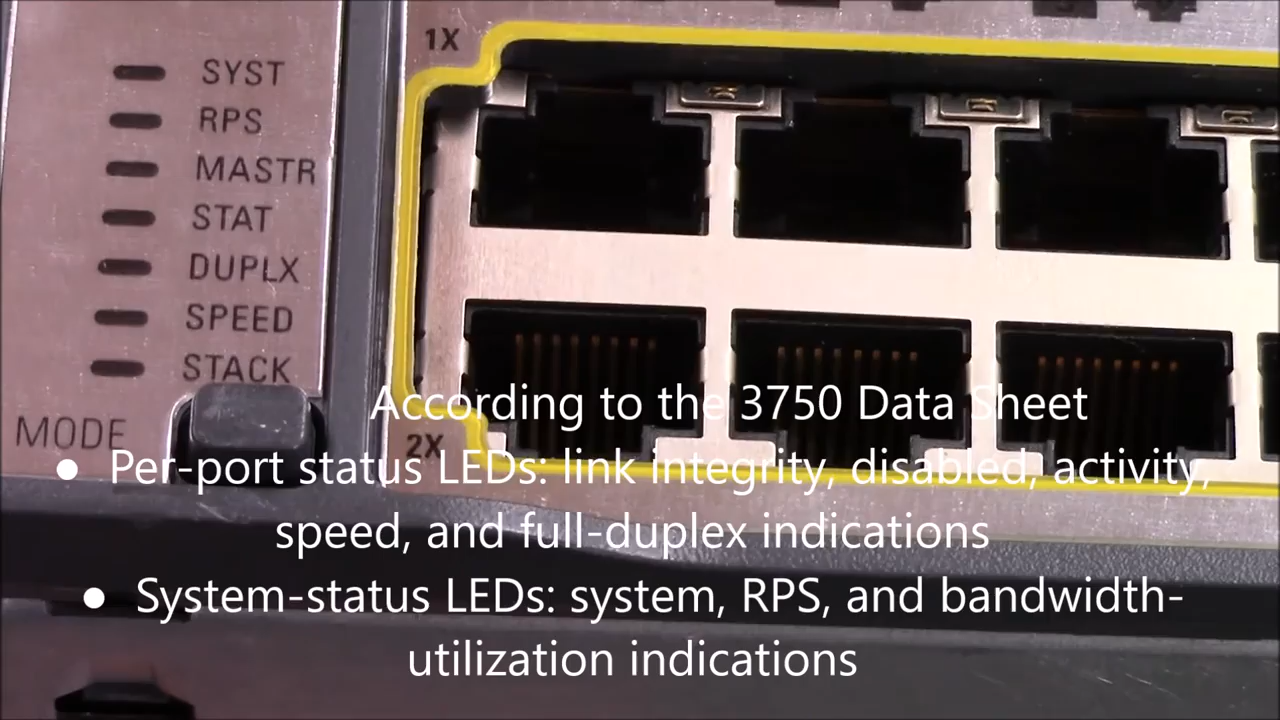 1X
SYST
RPS
MASTR
STAT
DUPLX
SPEED
STACK
MODE
2X
According to the 3750 Data Sheet
● Per-port status LEDs: link integrity, disabled, activity,
speed, and full-duplex indications
● System-status LEDs: system, RPS, and bandwidth-
utilization indications